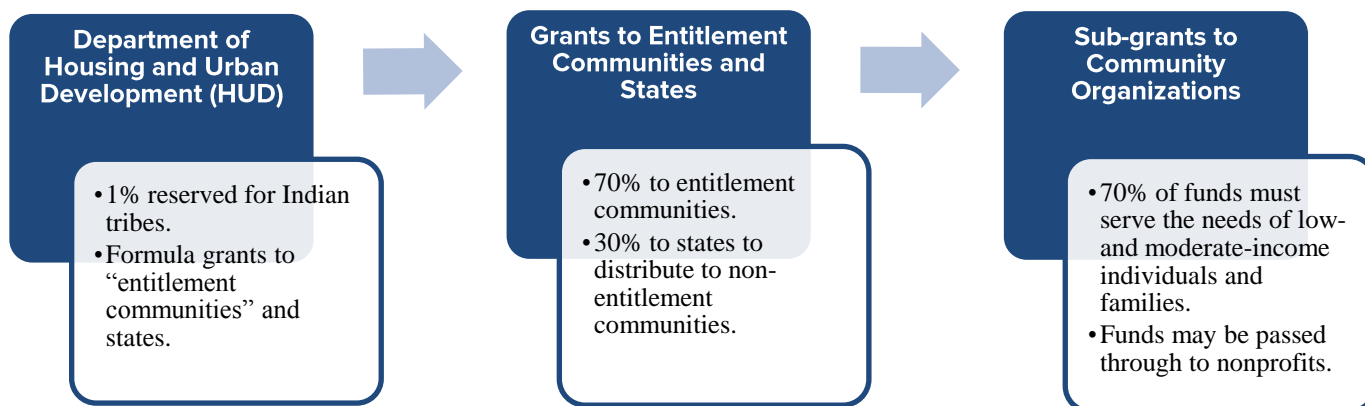 Department of
Housing and Urban
Development (HUD)
•1% reserved for Indian
tribes.
•Formula grants to
“entitlement
communities” and
states.
Grants to Entitlement
Communities and
States
•70% to entitlement
communities.
•30% to states to
distribute to non-
entitlement
communities.
Sub-grants to
Community
Organizations
•70% of funds must
serve the needs of low-
and moderate-income
individuals and
families.
•Funds may be passed
through to nonprofits.